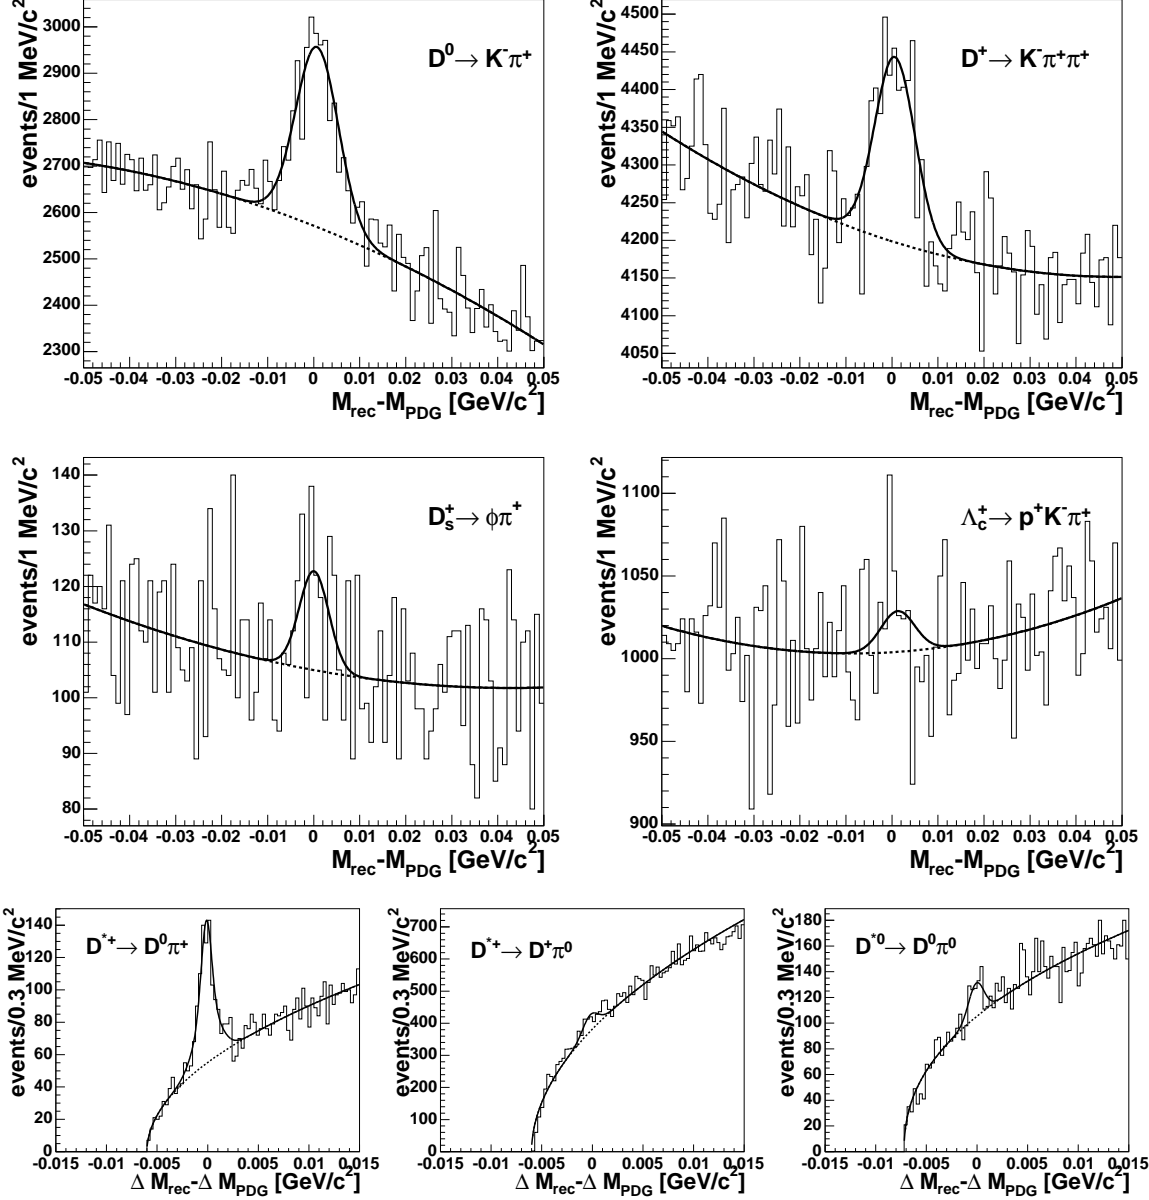 events/1 MeV/c²
3000
2900
2800
2700
2600
2500
2400
2300
D⁰→ K⁻π⁺
-0.05 -0.04 -0.03 -0.02 -0.01 0 0.01 0.02 0.03 0.04 0.05
M_rec-M_PDG [GeV/c²]
events/1 MeV/c²
4500
4450
4400
4350
4300
4250
4200
4150
4100
4050
D⁺→ K⁻π⁺π⁺
-0.05 -0.04 -0.03 -0.02 -0.01 0 0.01 0.02 0.03 0.04 0.05
M_rec-M_PDG [GeV/c²]
events/1 MeV/c²
140
130
120
110
100
90
80
D_s⁺→ ϕπ⁺
-0.05 -0.04 -0.03 -0.02 -0.01 0 0.01 0.02 0.03 0.04 0.05
M_rec-M_PDG [GeV/c²]
events/1 MeV/c²
1100
1050
1000
950
900
Λ_c⁺→ p⁺K⁻π⁺
-0.05 -0.04 -0.03 -0.02 -0.01 0 0.01 0.02 0.03 0.04 0.05
M_rec-M_PDG [GeV/c²]
events/0.3 MeV/c²
140
120
100
80
60
40
20
0
D*⁺→ D⁰π⁺
-0.015 -0.01 -0.005 0 0.005 0.01 0.015
Δ M_rec-Δ M_PDG [GeV/c²]
events/0.3 MeV/c²
700
600
500
400
300
200
100
0
D*⁺→ D⁺π⁰
-0.015 -0.01 -0.005 0 0.005 0.01 0.015
Δ M_rec-Δ M_PDG [GeV/c²]
events/0.3 MeV/c²
180
160
140
120
100
80
60
40
20
0
D*⁰→ D⁰π⁰
-0.015 -0.01 -0.005 0 0.005 0.01 0.015
Δ M_rec-Δ M_PDG [GeV/c²]